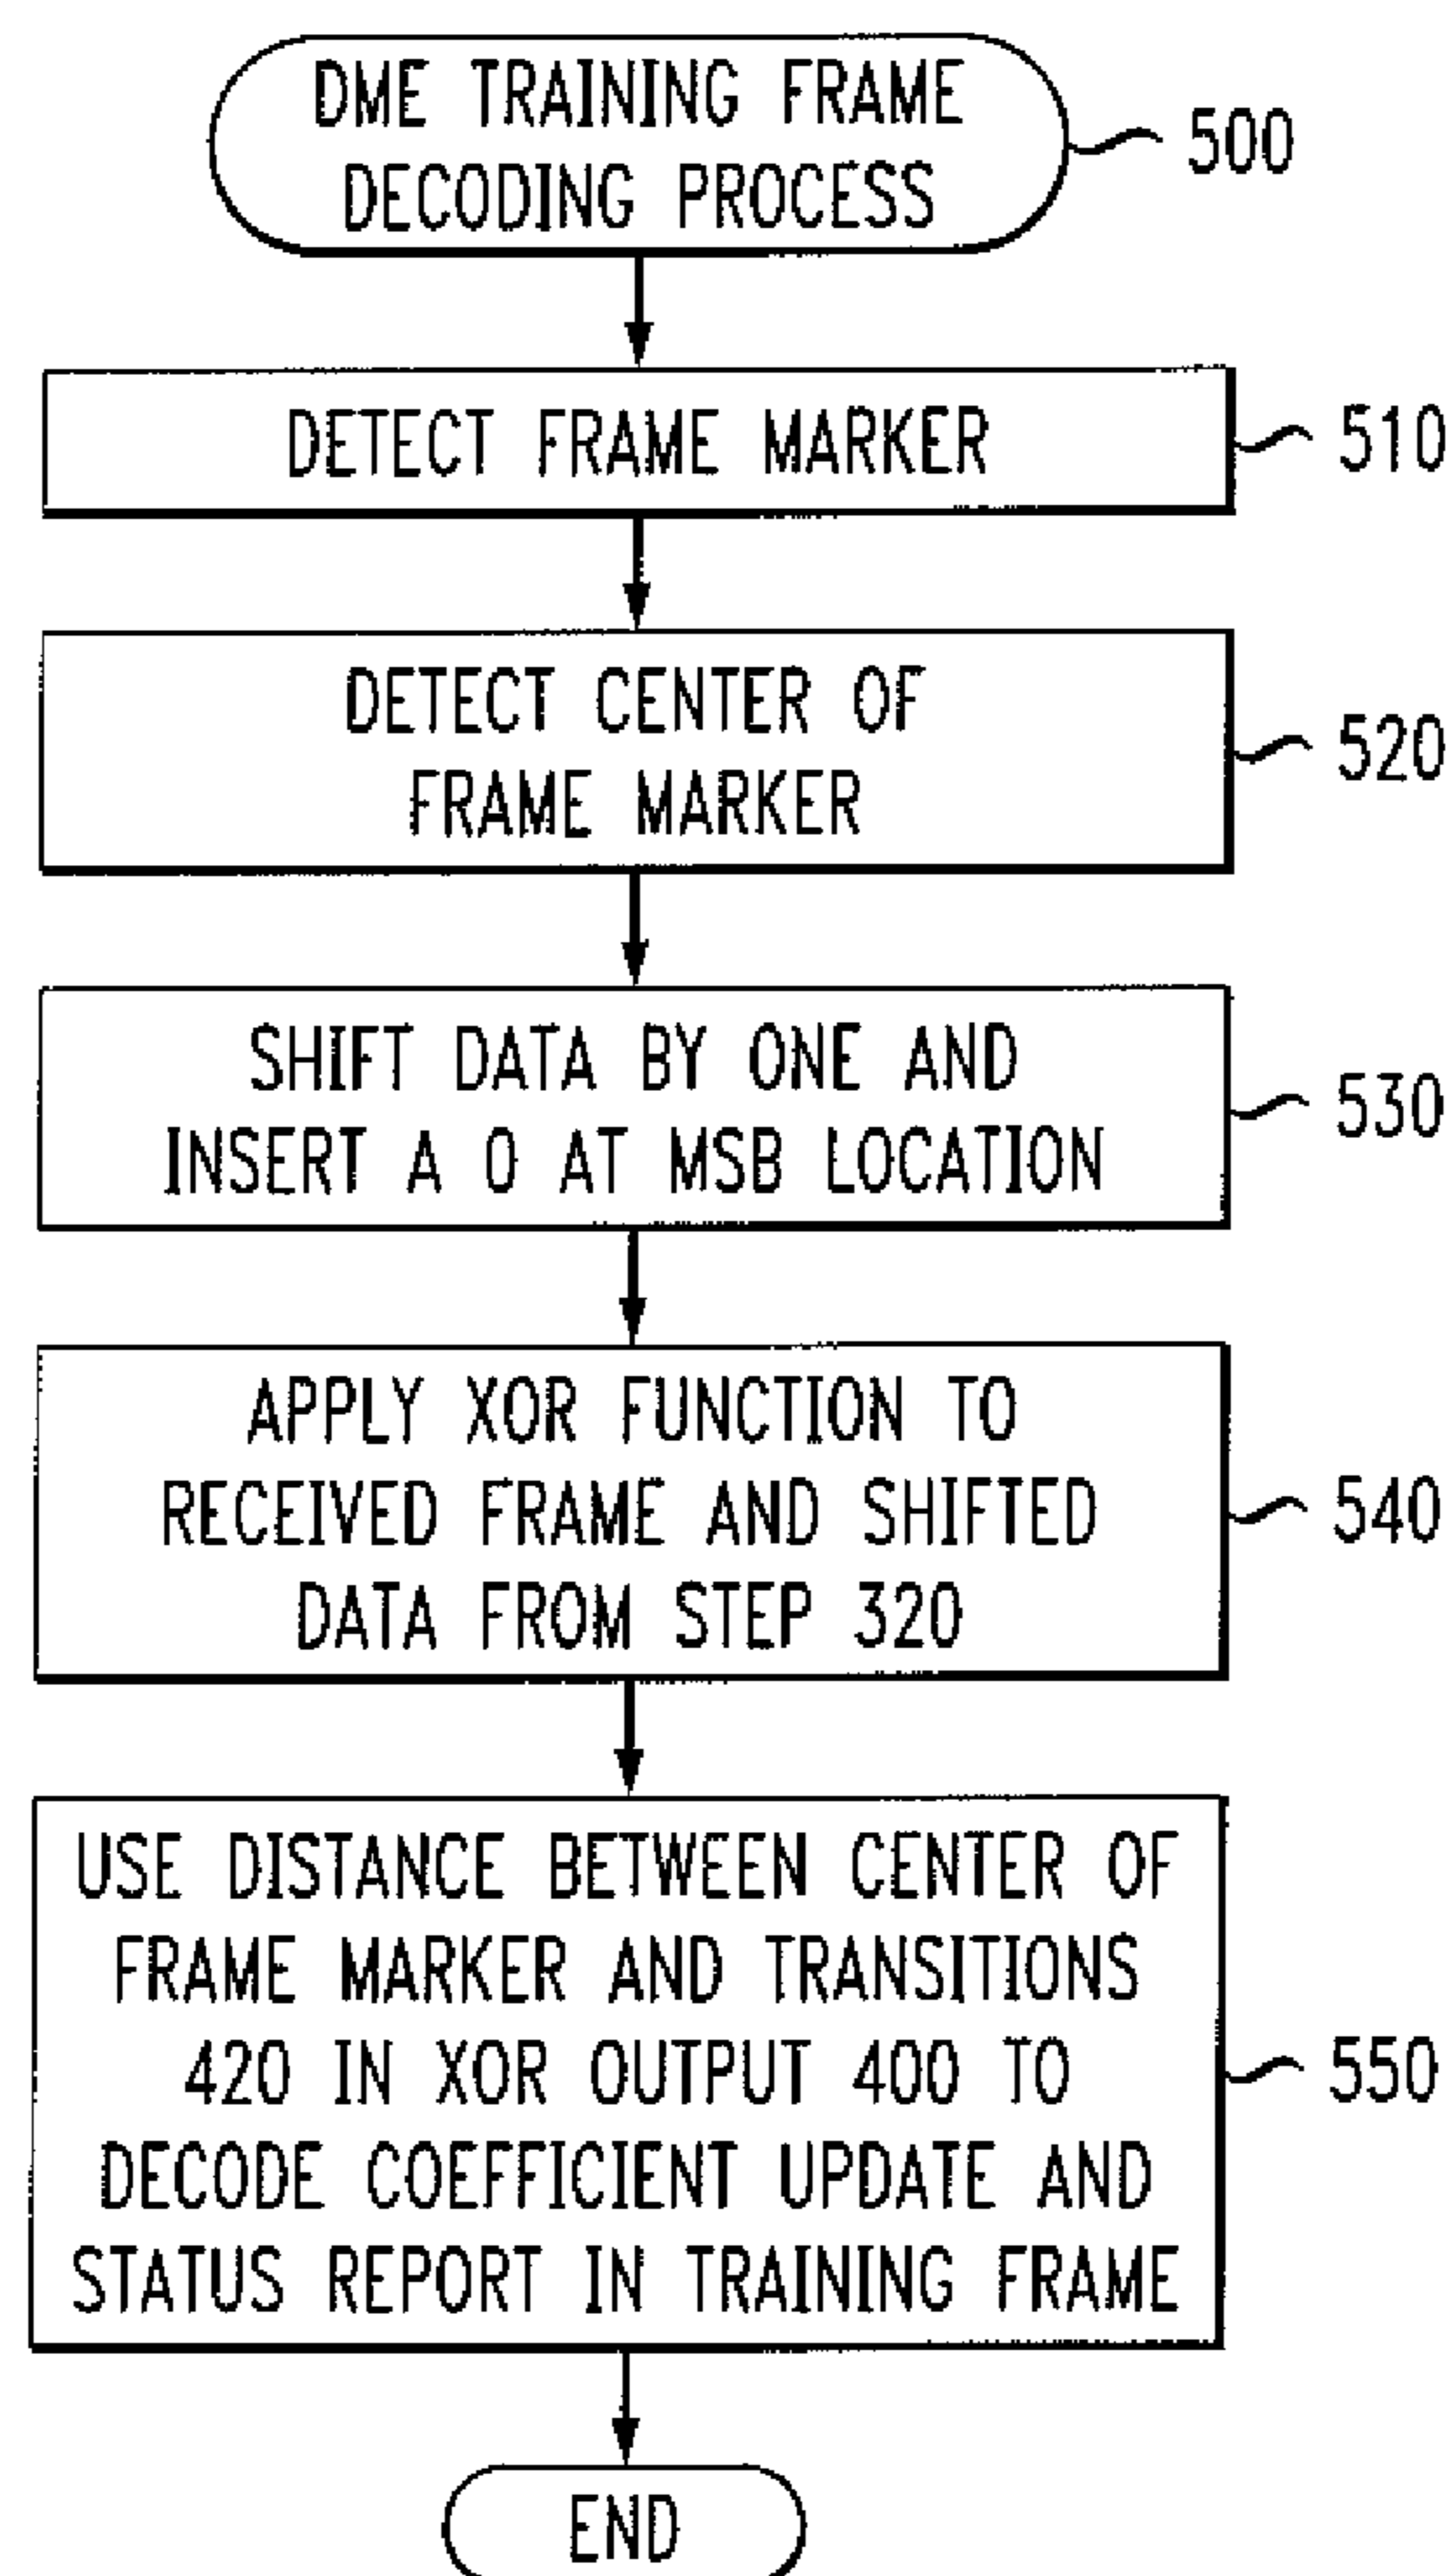 DME TRAINING FRAME
DECODING PROCESS
500
DETECT FRAME MARKER
510
DETECT CENTER OF
FRAME MARKER
520
SHIFT DATA BY ONE AND
INSERT A 0 AT MSB LOCATION
530
APPLY XOR FUNCTION TO
RECEIVED FRAME AND SHIFTED
DATA FROM STEP 320
540
USE DISTANCE BETWEEN CENTER OF
FRAME MARKER AND TRANSITIONS
420 IN XOR OUTPUT 400 TO
DECODE COEFFICIENT UPDATE AND
STATUS REPORT IN TRAINING FRAME
550
END